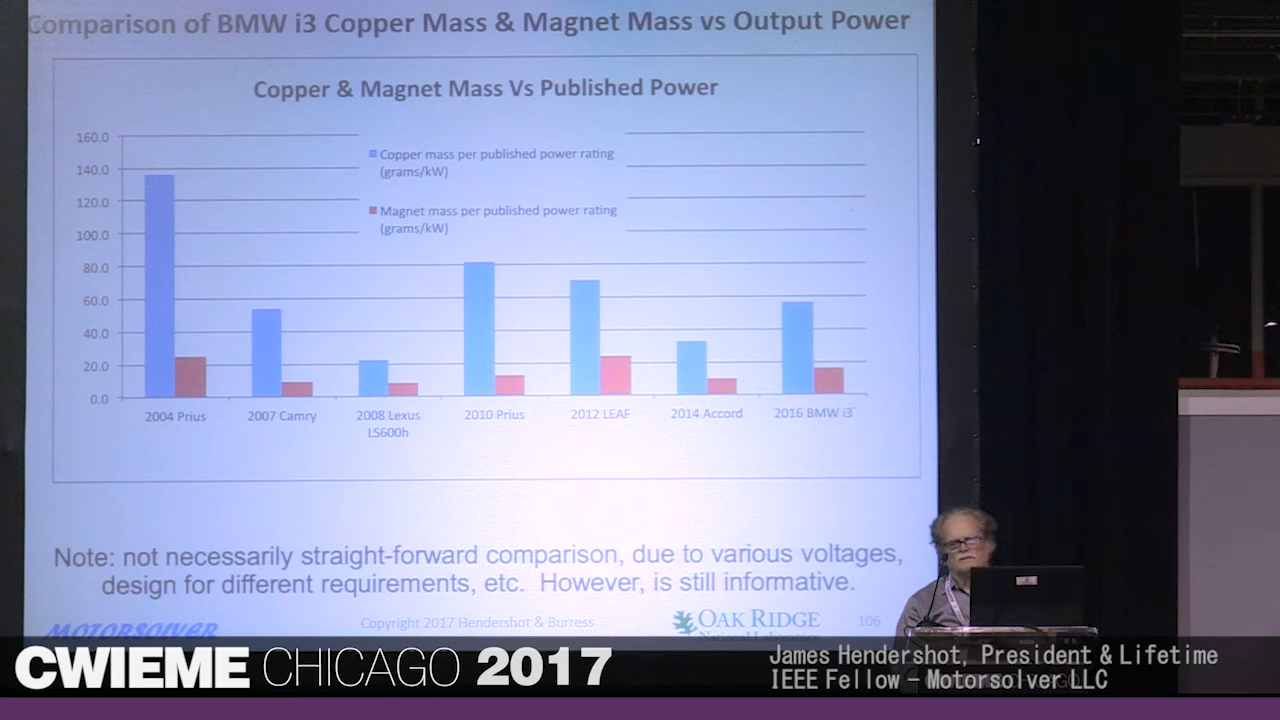 Comparison of BMW i3 Copper Mass & Magnet Mass vs Output Power
Copper & Magnet Mass Vs Published Power
160.0
140.0
120.0
100.0
80.0
60.0
40.0
20.0
0.0
Copper mass per published power rating
(grams/kW)
Magnet mass per published power rating
(grams/kW)
2004 Prius
2007 Camry
2008 Lexus
LS600h
2010 Prius
2012 LEAF
2014 Accord
2016 BMW i3
Note: not necessarily straight-forward comparison, due to various voltages,
design for different requirements, etc. However, is still informative.
MOTORSOLVER
Copyright 2017 Hendershot & Burress
OAK RIDGE
National Laboratory
106
CWIEME CHICAGO 2017
James Hendershot, President & Lifetime
IEEE Fellow – Motorsolver LLC